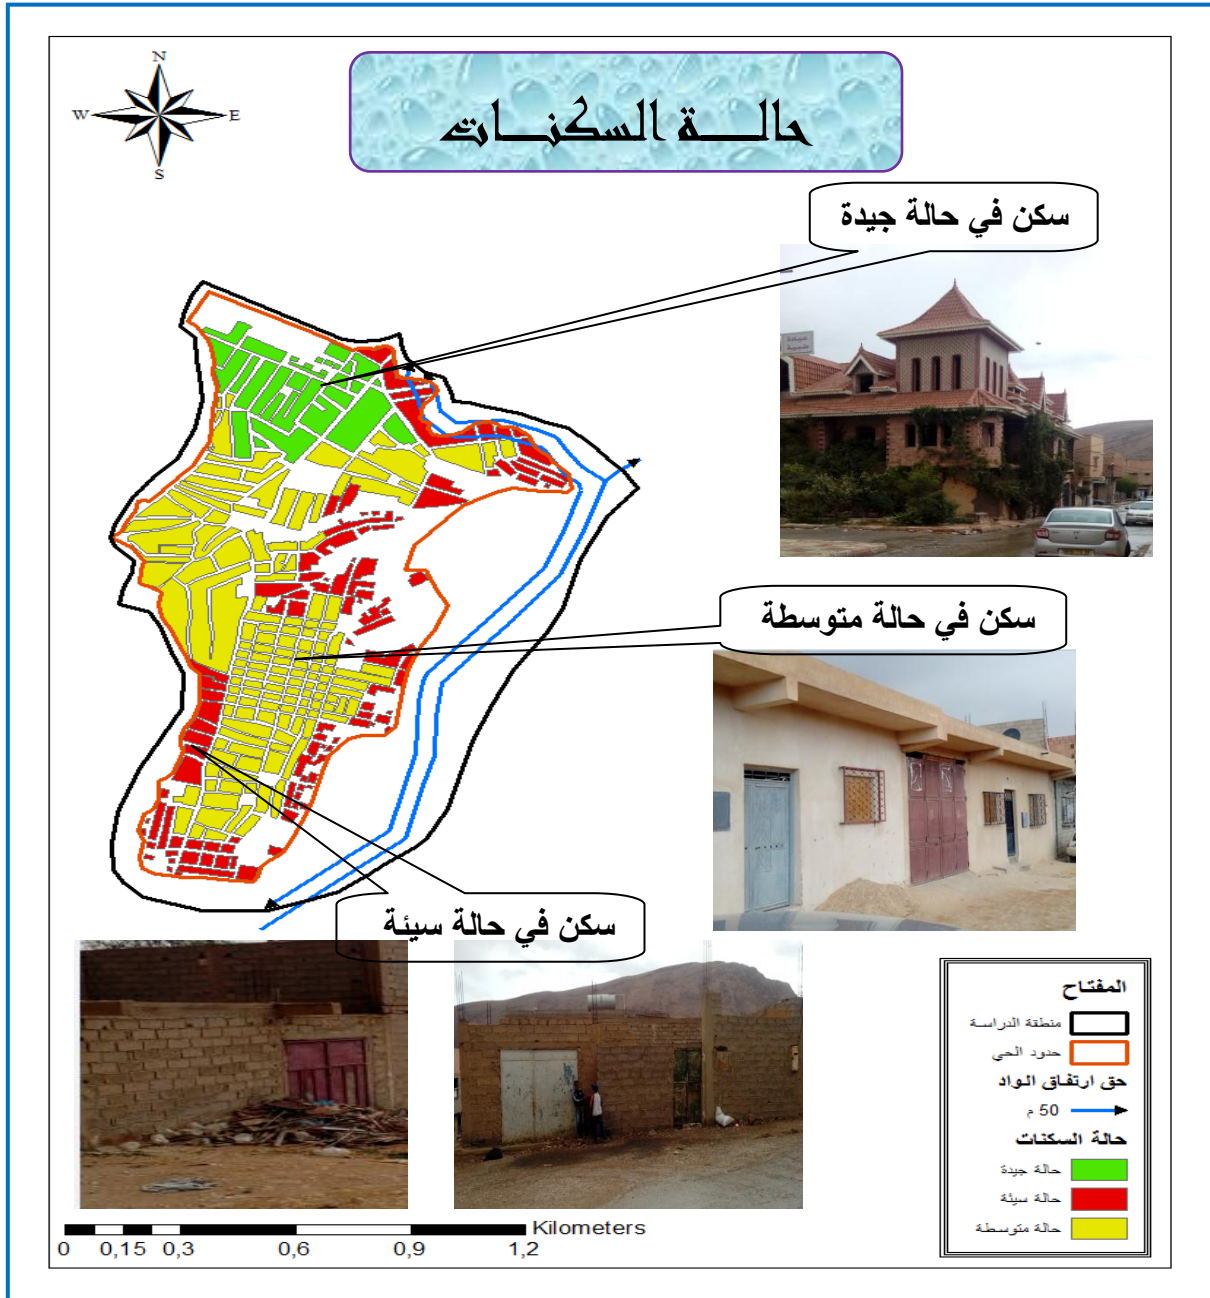 حالة السكنات
N
W E
S
سكن في حالة جيدة
سكن في حالة متوسطة
سكن في حالة سيئة
المفتاح
منطقة الدراسة
حدود الحي
حق ارتفاق الواد
50 م
حالة السكنات
حالة جيدة
حالة سيئة
حالة متوسطة
Kilometers
0 0,15 0,3 0,6 0,9 1,2